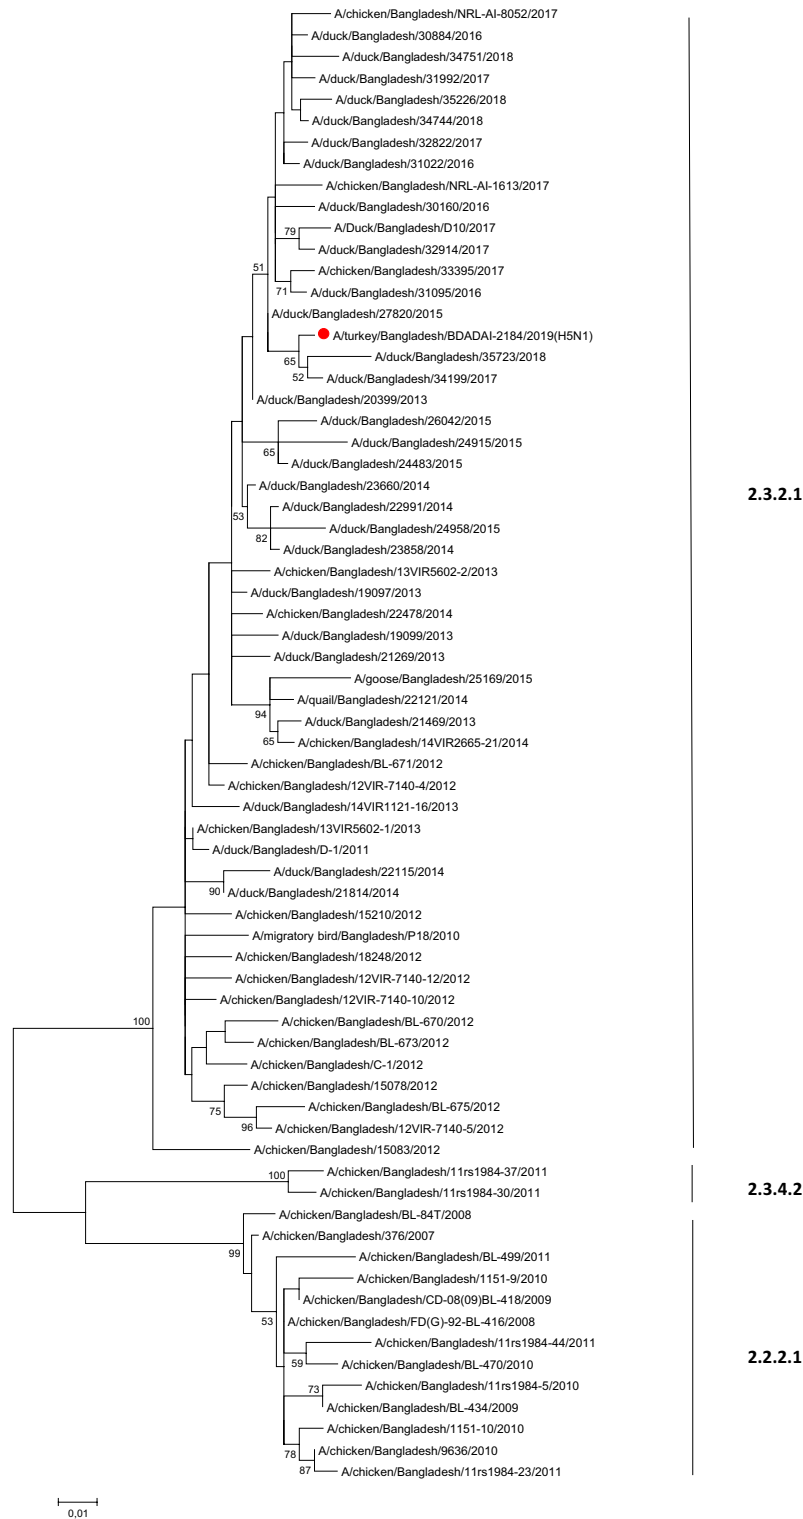 A/chicken/Bangladesh/NRL-AI-8052/2017
A/duck/Bangladesh/30884/2016
A/duck/Bangladesh/34751/2018
A/duck/Bangladesh/31992/2017
A/duck/Bangladesh/35226/2018
A/duck/Bangladesh/34744/2018
A/duck/Bangladesh/32822/2017
A/duck/Bangladesh/31022/2016
A/chicken/Bangladesh/NRL-AI-1613/2017
A/duck/Bangladesh/30160/2016
A/Duck/Bangladesh/D10/2017
79
A/duck/Bangladesh/32914/2017
51
A/chicken/Bangladesh/33395/2017
71
A/duck/Bangladesh/31095/2016
A/duck/Bangladesh/27820/2015
A/turkey/Bangladesh/BDADAI-2184/2019(H5N1)
65
A/duck/Bangladesh/35723/2018
52
A/duck/Bangladesh/34199/2017
A/duck/Bangladesh/20399/2013
A/duck/Bangladesh/26042/2015
A/duck/Bangladesh/24915/2015
65
A/duck/Bangladesh/24483/2015
A/duck/Bangladesh/23660/2014
2.3.2.1
A/duck/Bangladesh/22991/2014
53
A/duck/Bangladesh/24958/2015
82
A/duck/Bangladesh/23858/2014
A/chicken/Bangladesh/13VIR5602-2/2013
A/duck/Bangladesh/19097/2013
A/chicken/Bangladesh/22478/2014
A/duck/Bangladesh/19099/2013
A/duck/Bangladesh/21269/2013
A/goose/Bangladesh/25169/2015
A/quail/Bangladesh/22121/2014
94
A/duck/Bangladesh/21469/2013
65
A/chicken/Bangladesh/14VIR2665-21/2014
A/chicken/Bangladesh/BL-671/2012
A/chicken/Bangladesh/12VIR-7140-4/2012
A/duck/Bangladesh/14VIR1121-16/2013
A/chicken/Bangladesh/13VIR5602-1/2013
A/duck/Bangladesh/D-1/2011
A/duck/Bangladesh/22115/2014
90
A/duck/Bangladesh/21814/2014
A/chicken/Bangladesh/15210/2012
A/migratory bird/Bangladesh/P18/2010
A/chicken/Bangladesh/18248/2012
A/chicken/Bangladesh/12VIR-7140-12/2012
A/chicken/Bangladesh/12VIR-7140-10/2012
100
A/chicken/Bangladesh/BL-670/2012
A/chicken/Bangladesh/BL-673/2012
A/chicken/Bangladesh/C-1/2012
A/chicken/Bangladesh/15078/2012
75
A/chicken/Bangladesh/BL-675/2012
96
A/chicken/Bangladesh/12VIR-7140-5/2012
A/chicken/Bangladesh/15083/2012
A/chicken/Bangladesh/11rs1984-37/2011
100
2.3.4.2
A/chicken/Bangladesh/11rs1984-30/2011
A/chicken/Bangladesh/BL-84T/2008
A/chicken/Bangladesh/376/2007
99
A/chicken/Bangladesh/BL-499/2011
A/chicken/Bangladesh/1151-9/2010
A/chicken/Bangladesh/CD-08(09)BL-418/2009
53
A/chicken/Bangladesh/FD(G)-92-BL-416/2008
A/chicken/Bangladesh/11rs1984-44/2011
2.2.2.1
59
A/chicken/Bangladesh/BL-470/2010
A/chicken/Bangladesh/11rs1984-5/2010
73
A/chicken/Bangladesh/BL-434/2009
A/chicken/Bangladesh/1151-10/2010
78
A/chicken/Bangladesh/9636/2010
87
A/chicken/Bangladesh/11rs1984-23/2011
0,01